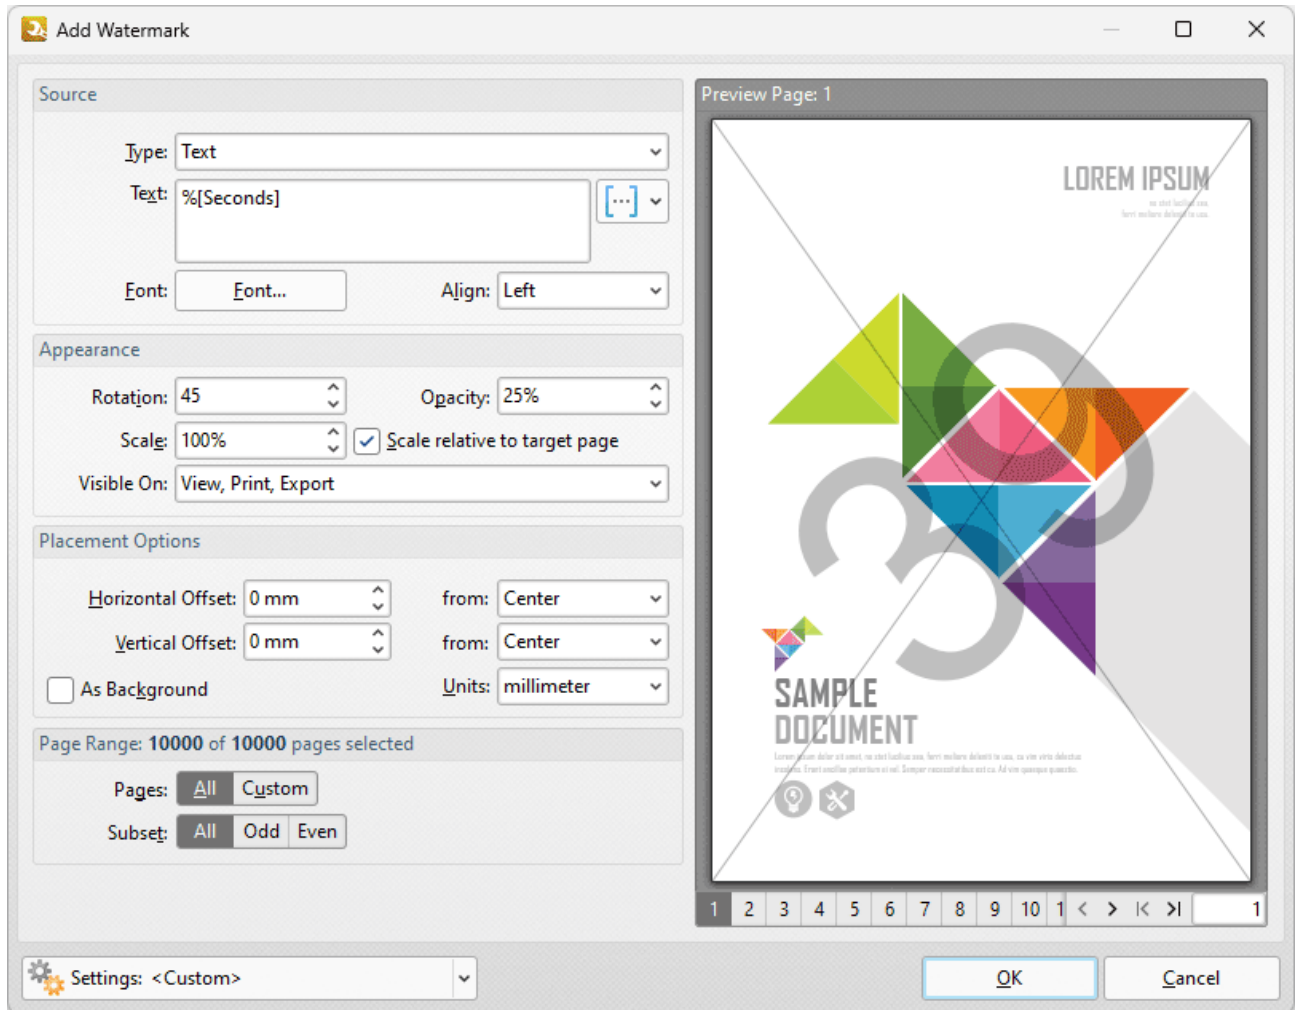 Add Watermark
Source
Type: Text
Text: %[Seconds]
Font: Font... Align: Left
Appearance
Rotation: 45 Opacity: 25%
Scale: 100% Scale relative to target page
Visible On: View, Print, Export
Placement Options
Horizontal Offset: 0 mm from: Center
Vertical Offset: 0 mm from: Center
As Background Units: millimeter
Page Range: 10000 of 10000 pages selected
Pages: All Custom
Subset: All Odd Even
Preview Page: 1
LOREM IPSUM
30
SAMPLE
DOCUMENT
1 2 3 4 5 6 7 8 9 10 1 1
Settings: <Custom>
OK Cancel